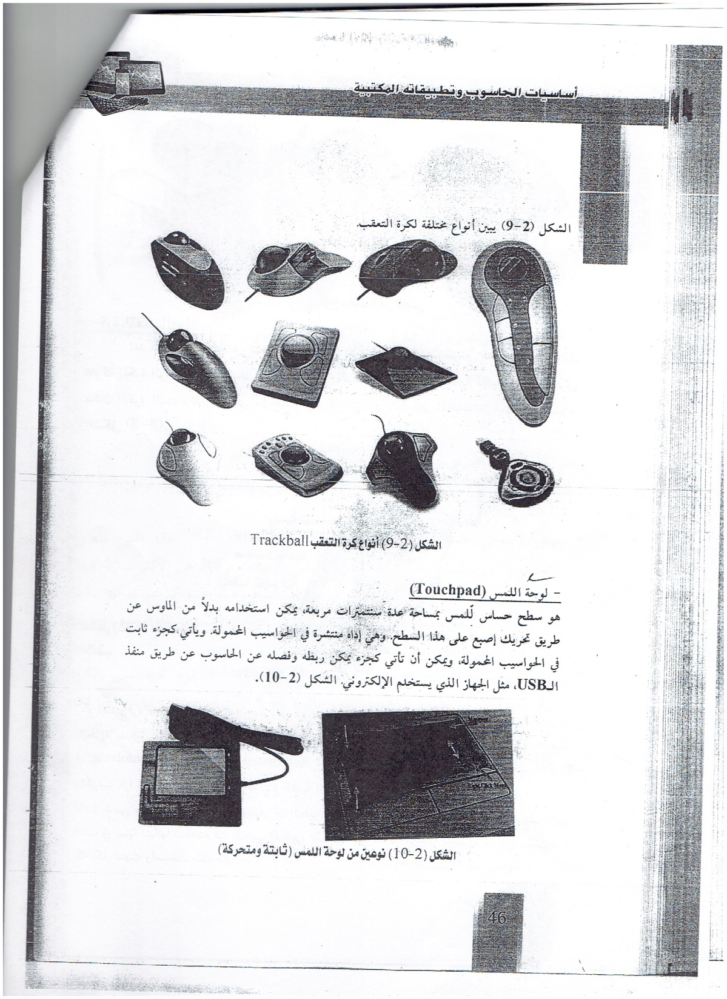 أساسيات الحاسوب وتطبيقاته المكتبية
الشكل (2-9) يبين أنواع مختلفة لكرة التعقب.
الشكل (2-9) أنواع كرة التعقب Trackball
- لوحة اللمس (Touchpad)
هو سطح حساس لّلمس بمساحة عدة سنتمترات مربعة، يمكن استخدامه بدلاً من الماوس عن
طريق تحريك إصبع على هذا السطح. وهي إداه منتشرة في الحواسيب المحمولة. ويأتي كجزء ثابت
في الحواسيب المحمولة، ويمكن أن تأتي كجزء يمكن ربطه وفصله عن الحاسوب عن طريق منفذ
الـUSB، مثل الجهاز الذي يستخدم الإلكتروني. الشكل (2-10).
الشكل (2-10) نوعين من لوحة اللمس (ثابتة ومتحركة)
46